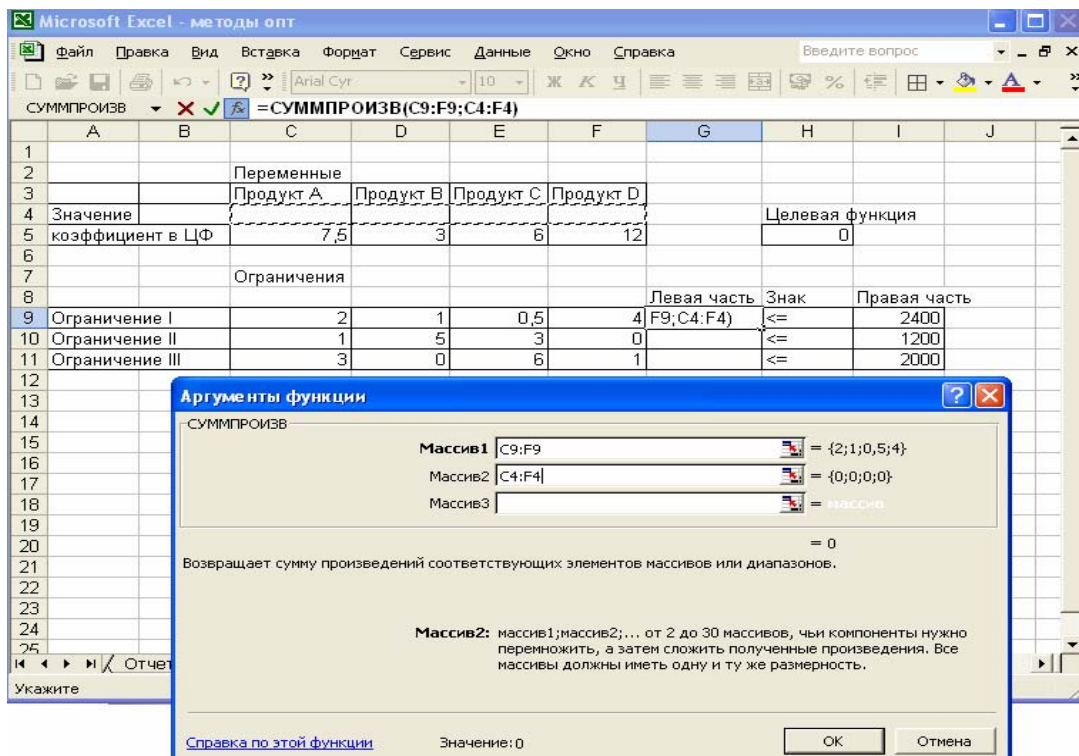 Microsoft Excel - методы опт
Файл Правка Вид Вставка Формат Сервис Данные Окно Справка Введите вопрос
Arial Cyr 10 Ж К Ч
СУММПРОИЗВ =СУММПРОИЗВ(C9:F9;C4:F4)
A B C D E F G H I J
1
2 Переменные
3 Продукт A Продукт B Продукт C Продукт D
4 Значение Целевая функция
5 коэффициент в ЦФ 7,5 3 6 12 0
6
7 Ограничения
8 Левая часть Знак Правая часть
9 Ограничение I 2 1 0,5 4 F9;C4:F4) <= 2400
10 Ограничение II 1 5 3 0 <= 1200
11 Ограничение III 3 0 6 1 <= 2000
12
13
14
15
16
17
18
19
20
21
22
23
24
25
Аргументы функции
СУММПРОИЗВ
Массив1 C9:F9 = {2;1;0,5;4}
Массив2 C4:F4 = {0;0;0;0}
Массив3 = массив
= 0
Возвращает сумму произведений соответствующих элементов массивов или диапазонов.
Массив2: массив1;массив2;... от 2 до 30 массивов, чьи компоненты нужно
перемножить, а затем сложить полученные произведения. Все
массивы должны иметь одну и ту же размерность.
Справка по этой функции Значение:0 ОК Отмена
Отчет
Укажите